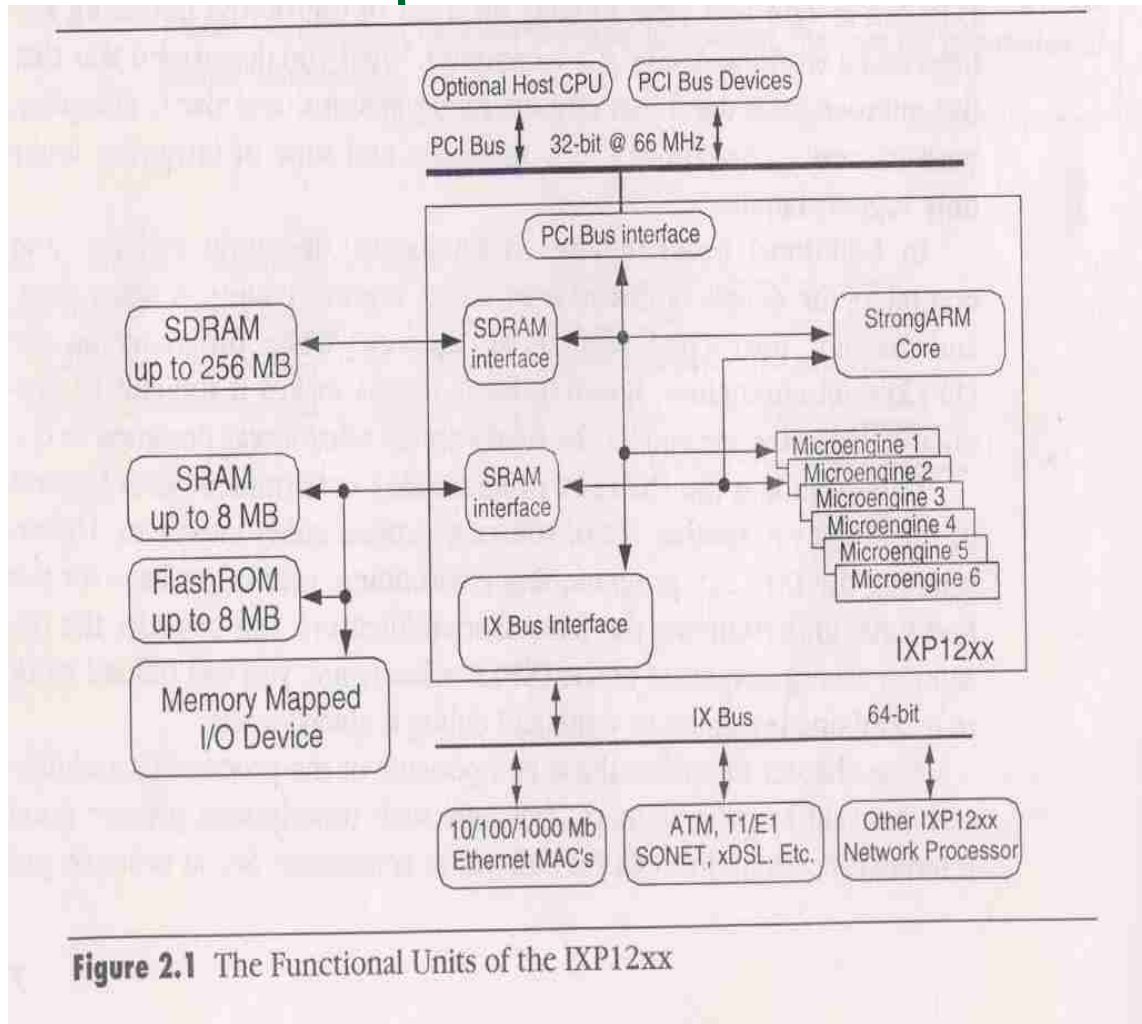 Optional Host CPU
PCI Bus Devices
PCI Bus
32-bit @ 66 MHz
PCI Bus interface
SDRAM
up to 256 MB
SDRAM
interface
StrongARM
Core
SRAM
up to 8 MB
SRAM
interface
Microengine 1
Microengine 2
Microengine 3
Microengine 4
Microengine 5
Microengine 6
FlashROM
up to 8 MB
IX Bus Interface
IXP12xx
Memory Mapped
I/O Device
IX Bus
64-bit
10/100/1000 Mb
Ethernet MAC's
ATM, T1/E1
SONET, xDSL. Etc.
Other IXP12xx
Network Processor
Figure 2.1 The Functional Units of the IXP12xx